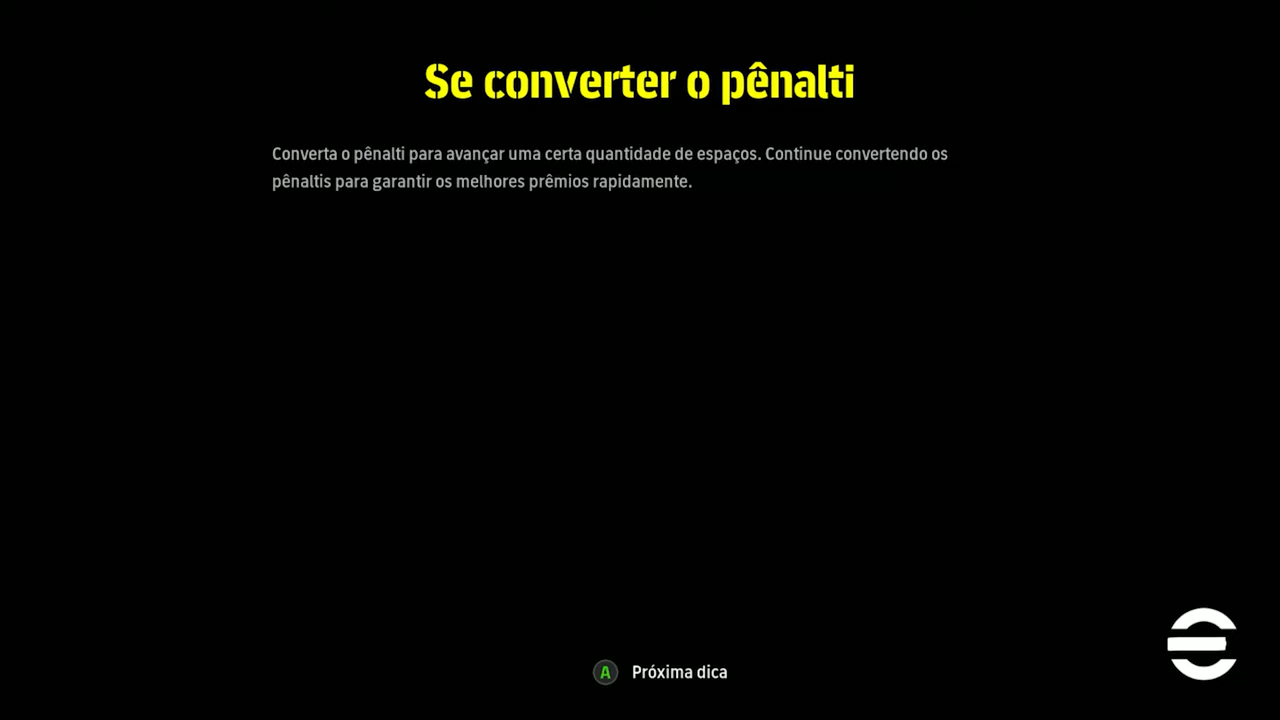 Se converter o pênalti
Converta o pênalti para avançar uma certa quantidade de espaços. Continue convertendo os
pênaltis para garantir os melhores prêmios rapidamente.
A Próxima dica